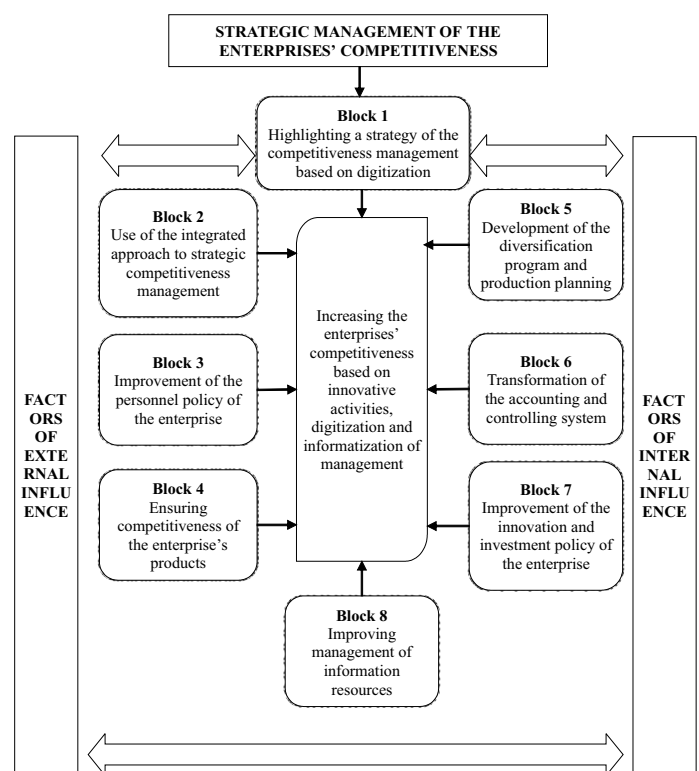 STRATEGIC MANAGEMENT OF THE
ENTERPRISES' COMPETITIVENESS
Block 1
Highlighting a strategy of the
competitiveness management
based on digitization
Block 2
Use of the integrated
approach to strategic
competitiveness
management
Block 5
Development of the
diversification
program and
production planning
Increasing the
enterprises'
competitiveness
based on
innovative
activities,
digitization and
informatization of
management
Block 3
Improvement of the
personnel policy of
the enterprise
Block 6
Transformation of
the accounting and
controlling system
FACT
ORS
OF
EXTE
RNAL
INFLU
ENCE
FACT
ORS
OF
INTER
NAL
INFLU
ENCE
Block 4
Ensuring
competitiveness of
the enterprise's
products
Block 7
Improvement of the
innovation and
investment policy of
the enterprise
Block 8
Improving
management of
information
resources